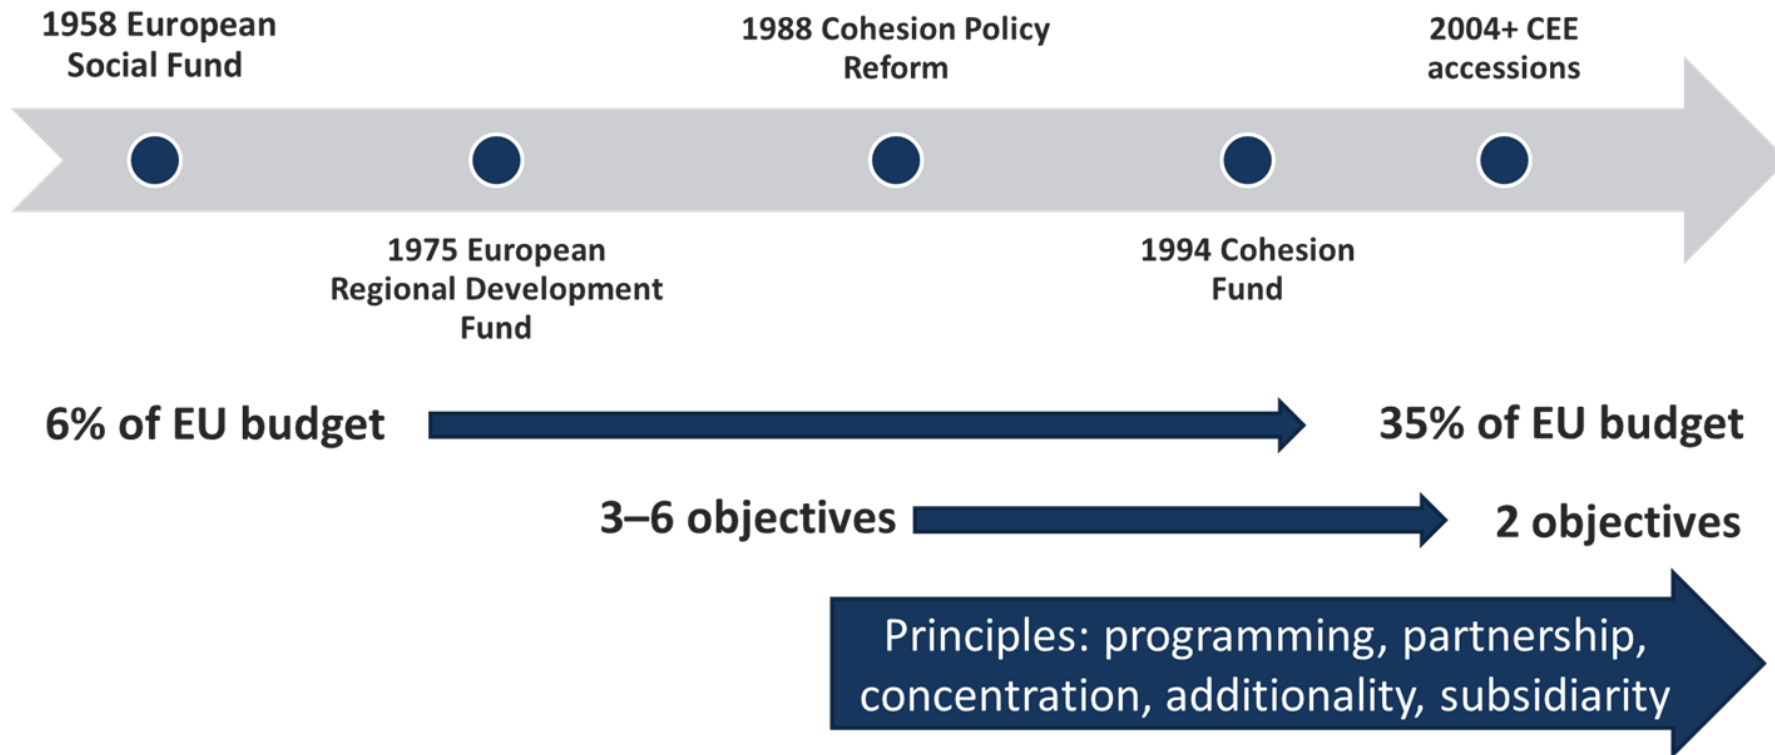 1958 European
Social Fund
1988 Cohesion Policy
Reform
2004+ CEE
accessions
1975 European
Regional Development
Fund
1994 Cohesion
Fund
6% of EU budget
35% of EU budget
3–6 objectives
2 objectives
Principles: programming, partnership,
concentration, additionality, subsidiarity